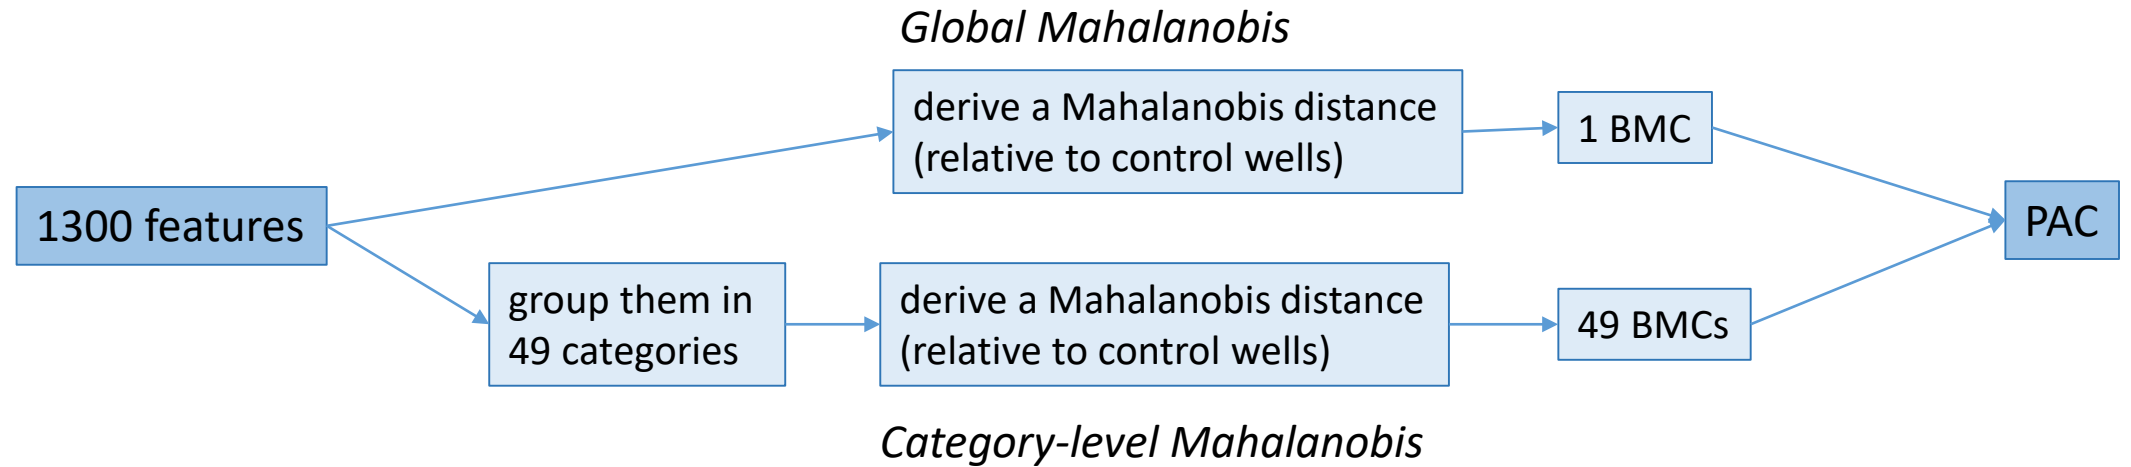 Global Mahalanobis
derive a Mahalanobis distance
(relative to control wells)
1 BMC
1300 features
PAC
group them in
49 categories
derive a Mahalanobis distance
(relative to control wells)
49 BMCs
Category-level Mahalanobis